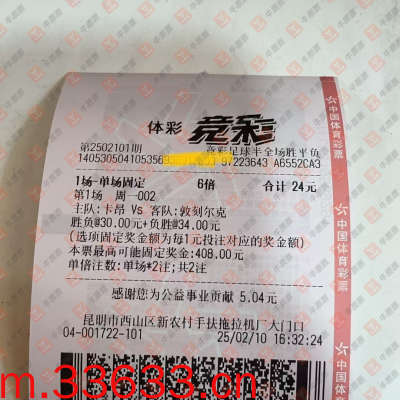 体彩 竞彩
第2502101期 竞彩足球半全场胜平负
140530504105356 97223643 A6552CA3
1场-单场固定 6倍 合计 24元
第1场 周一002
主队:卡昂 Vs 客队:敦刻尔克
胜负@30.00元+负胜@34.00元
(选项固定奖金额为每1元投注对应的奖金额)
本票最高可能固定奖金:408.00元
单倍注数:单场*2注;共2注
感谢您为公益事业贡献 5.04元
昆明市西山区新农村手扶拖拉机厂大门口
04-001722-101 25/02/10 16:32:24
中国体育彩票
中国体育彩票
中国体育彩票
m.33633.cn